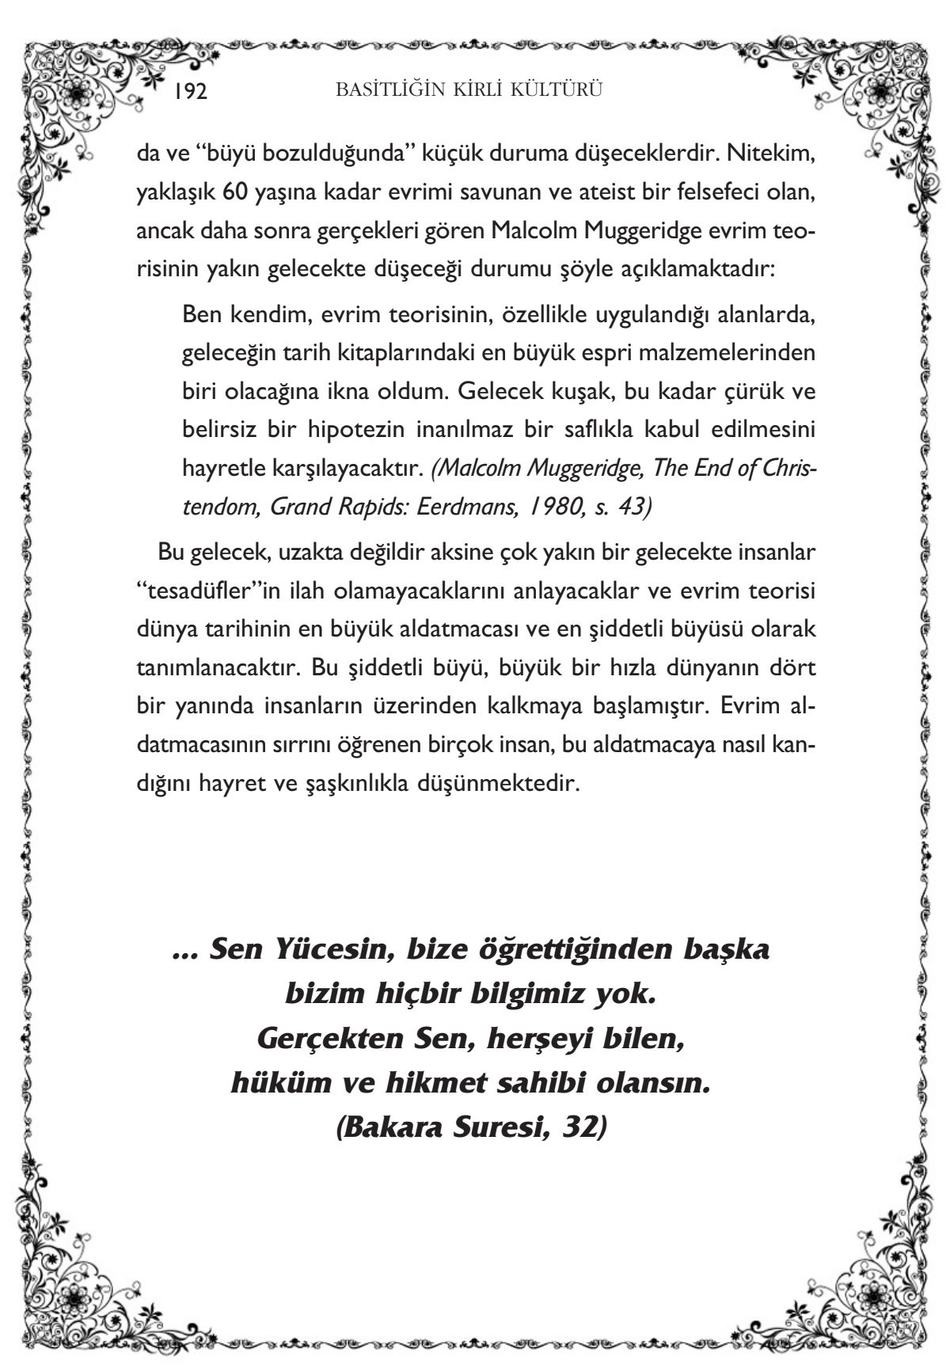 192
BASİTLİĞİN KİRLİ KÜLTÜRÜ
da ve “büyü bozulduğunda” küçük duruma düşeceklerdir. Nitekim,
yaklaşık 60 yaşına kadar evrimi savunan ve ateist bir felsefeci olan,
ancak daha sonra gerçekleri gören Malcolm Muggeridge evrim teo-
risinin yakın gelecekte düşeceği durumu şöyle açıklamaktadır:
Ben kendim, evrim teorisinin, özellikle uygulandığı alanlarda,
geleceğin tarih kitaplarındaki en büyük espri malzemelerinden
biri olacağına ikna oldum. Gelecek kuşak, bu kadar çürük ve
belirsiz bir hipotezin inanılmaz bir saflıkla kabul edilmesini
hayretle karşılayacaktır. (Malcolm Muggeridge, The End of Chris-
tendom, Grand Rapids: Eerdmans, 1980, s. 43)
Bu gelecek, uzakta değildir aksine çok yakın bir gelecekte insanlar
“tesadüfler”in ilah olamayacaklarını anlayacaklar ve evrim teorisi
dünya tarihinin en büyük aldatmacası ve en şiddetli büyüsü olarak
tanımlanacaktır. Bu şiddetli büyü, büyük bir hızla dünyanın dört
bir yanında insanların üzerinden kalkmaya başlamıştır. Evrim al-
datmacasının sırrını öğrenen birçok insan, bu aldatmacaya nasıl kan-
dığını hayret ve şaşkınlıkla düşünmektedir.
... Sen Yücesin, bize öğrettiğinden başka
bizim hiçbir bilgimiz yok.
Gerçekten Sen, herşeyi bilen,
hüküm ve hikmet sahibi olansın.
(Bakara Suresi, 32)